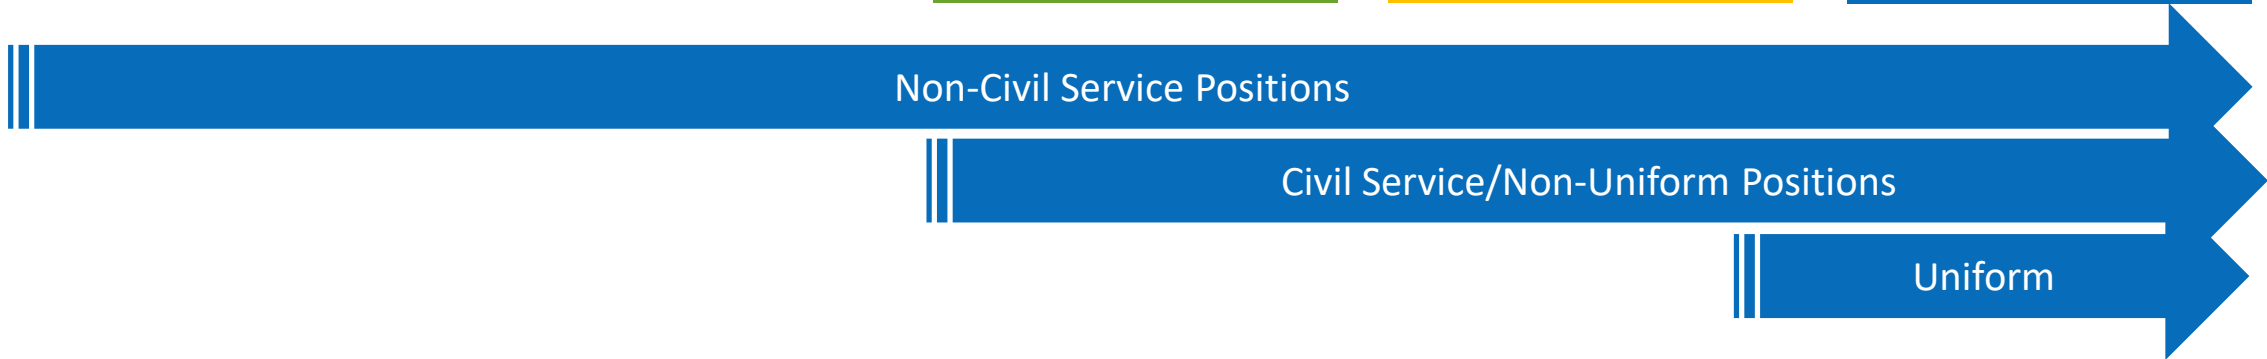 Non-Civil Service Positions
Civil Service/Non-Uniform Positions
Uniform